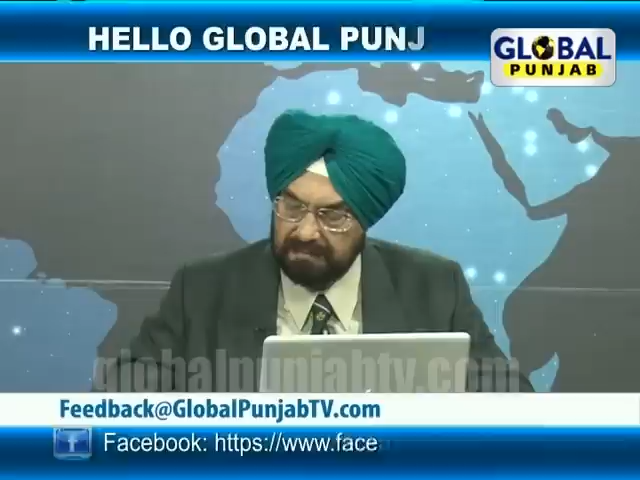 HELLO GLOBAL PUNJ
GLOBAL
PUNJAB
globalpunjabtv.com
Feedback@GlobalPunjabTV.com
f
Facebook: https://www.face